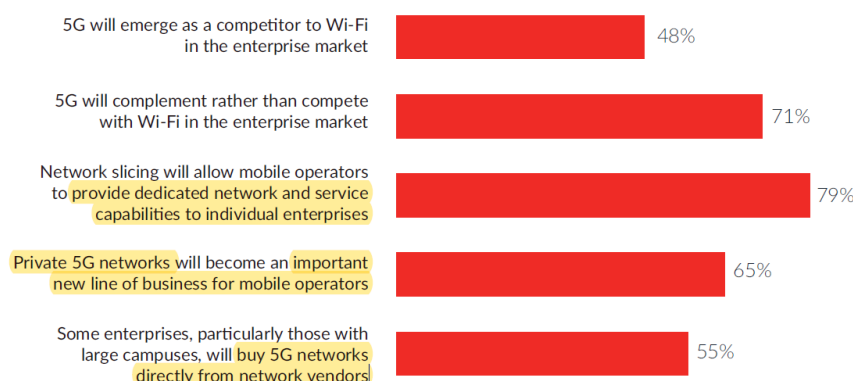 5G will emerge as a competitor to Wi-Fi
in the enterprise market
48%
5G will complement rather than compete
with Wi-Fi in the enterprise market
71%
Network slicing will allow mobile operators
to provide dedicated network and service
capabilities to individual enterprises
79%
Private 5G networks will become an important
new line of business for mobile operators
65%
Some enterprises, particularly those with
large campuses, will buy 5G networks
directly from network vendors
55%